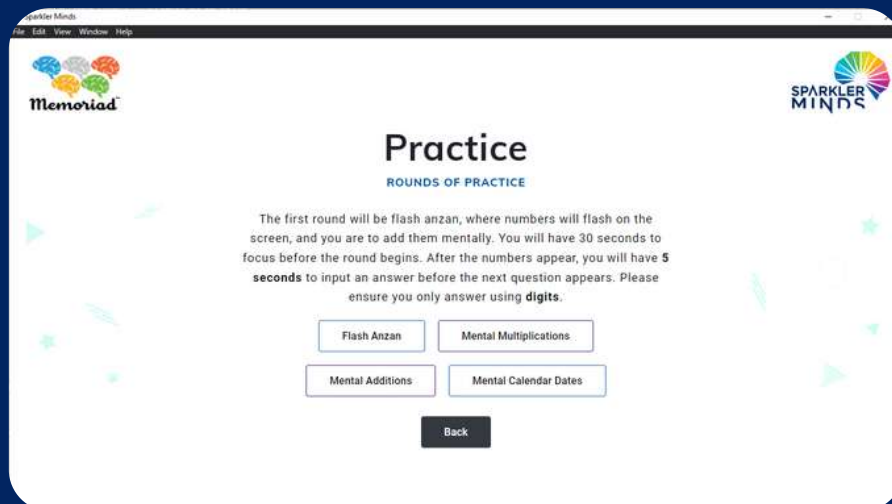 Sparkler Minds
File Edit View Window Help
memoriad
SPARKLER
MINDS
Practice
ROUNDS OF PRACTICE
The first round will be flash anzan, where numbers will flash on the
screen, and you are to add them mentally. You will have 30 seconds to
focus before the round begins. After the numbers appear, you will have 5
seconds to input an answer before the next question appears. Please
ensure you only answer using digits.
Flash Anzan Mental Multiplications
Mental Additions Mental Calendar Dates
Back